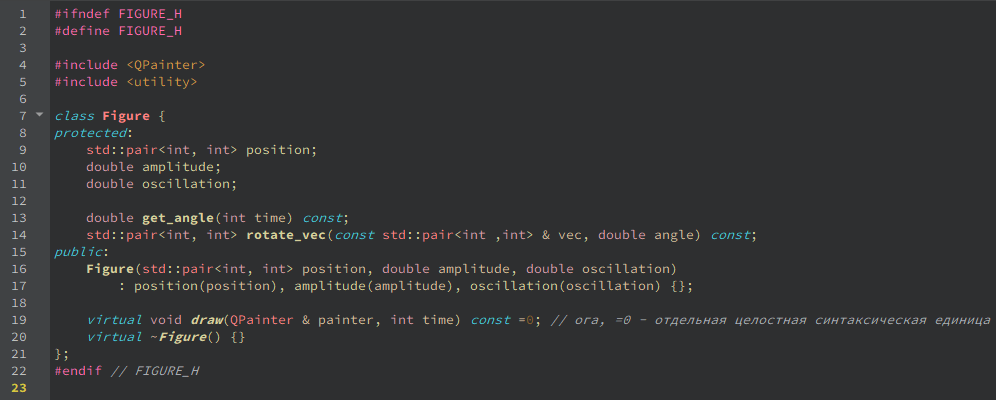 1 #ifndef FIGURE_H
2 #define FIGURE_H
3
4 #include <QPainter>
5 #include <utility>
6
7 class Figure {
8 protected:
9     std::pair<int, int> position;
10     double amplitude;
11     double oscillation;
12
13     double get_angle(int time) const;
14     std::pair<int, int> rotate_vec(const std::pair<int ,int> & vec, double angle) const;
15 public:
16     Figure(std::pair<int, int> position, double amplitude, double oscillation)
17         : position(position), amplitude(amplitude), oscillation(oscillation) {};
18
19     virtual void draw(QPainter & painter, int time) const =0; // ога, =0 - отдельная целостная синтаксическая единица
20     virtual ~Figure() {}
21 };
22 #endif // FIGURE_H
23